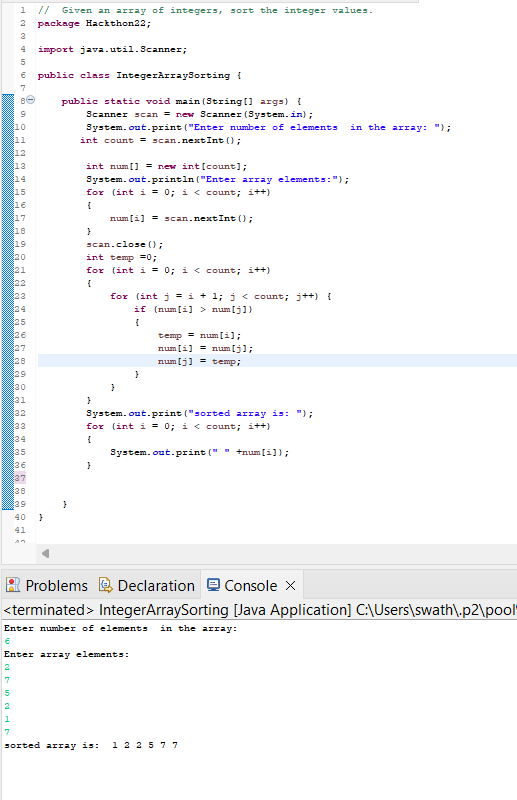 1 //  Given an array of integers, sort the integer values.
2 package Hackthon22;
3
4 import java.util.Scanner;
5
6 public class IntegerArraySorting {
7
8     public static void main(String[] args) {
9         Scanner scan = new Scanner(System.in);
10         System.out.print("Enter number of elements  in the array: ");
11        int count = scan.nextInt();
12
13         int num[] = new int[count];
14         System.out.println("Enter array elements:");
15         for (int i = 0; i < count; i++)
16         {
17             num[i] = scan.nextInt();
18         }
19         scan.close();
20         int temp =0;
21         for (int i = 0; i < count; i++)
22         {
23             for (int j = i + 1; j < count; j++) {
24                 if (num[i] > num[j])
25                 {
26                     temp = num[i];
27                     num[i] = num[j];
28                     num[j] = temp;
29                 }
30             }
31         }
32         System.out.print("sorted array is: ");
33         for (int i = 0; i < count; i++)
34         {
35             System.out.print(" " +num[i]);
36         }
37
38
39     }
40 }
41
42
Problems Declaration Console
<terminated> IntegerArraySorting [Java Application] C:\Users\swath\.p2\pool\
Enter number of elements  in the array:
6
Enter array elements:
2
7
5
2
1
7
sorted array is:  1 2 2 5 7 7